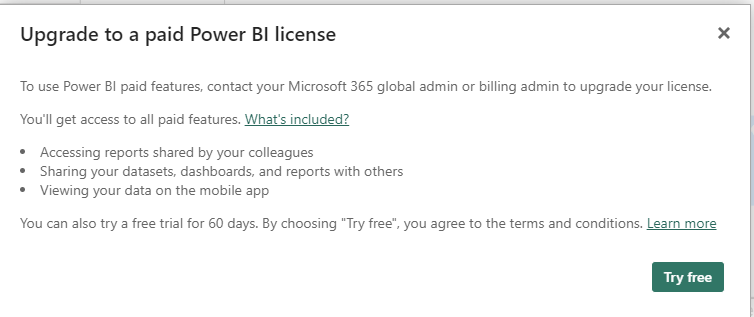 Upgrade to a paid Power BI license
To use Power BI paid features, contact your Microsoft 365 global admin or billing admin to upgrade your license.
You'll get access to all paid features. What's included?
• Accessing reports shared by your colleagues
• Sharing your datasets, dashboards, and reports with others
• Viewing your data on the mobile app
You can also try a free trial for 60 days. By choosing "Try free", you agree to the terms and conditions. Learn more
Try free